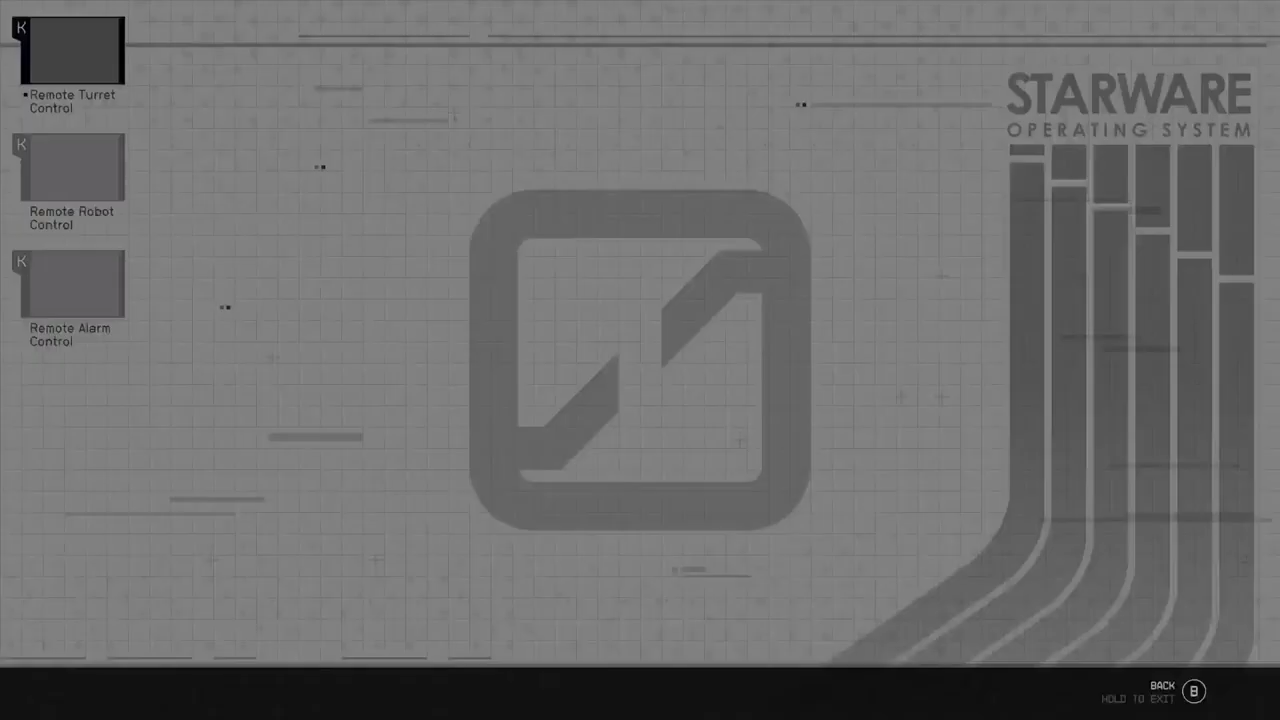 K
Remote Turret
Control
K
Remote Robot
Control
K
Remote Alarm
Control
STARWARE
OPERATING SYSTEM
BACK
HOLD TO EXIT
B